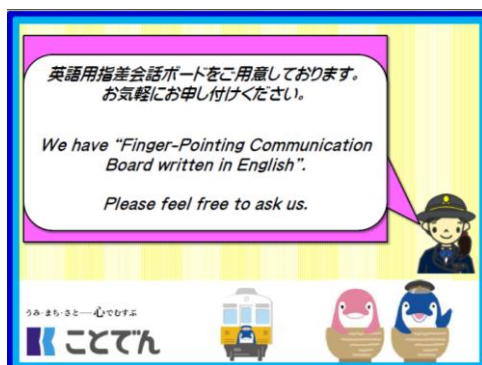 英語用指差会話ボードをご用意しております。
お気軽にお申し付けください。
We have “Finger-Pointing Communication
Board written in English”.
Please feel free to ask us.
うみ・まち・さと──心でむすぶ
ことでん